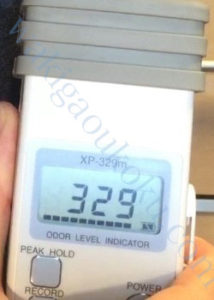 XP-329m
329
ODOR LEVEL INDICATOR
PEAK HOLD
RECORD
POWER